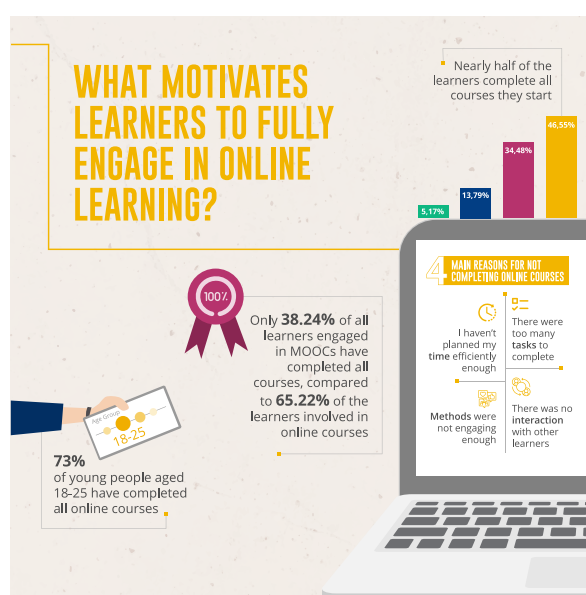 WHAT MOTIVATES
LEARNERS TO FULLY
ENGAGE IN ONLINE
LEARNING?
Nearly half of the
learners complete all
courses they start
5,17%
13,79%
34,48%
46,55%
4 MAIN REASONS FOR NOT
COMPLETING ONLINE COURSES
I haven't
planned my
time efficiently
enough
There were
too many
tasks to
complete
Methods were
not engaging
enough
There was no
interaction
with other
learners
100%
Only 38.24% of all
learners engaged
in MOOCs have
completed all
courses, compared
to 65.22% of the
learners involved in
online courses
Age Group
18-25
73%
of young people aged
18-25 have completed
all online courses